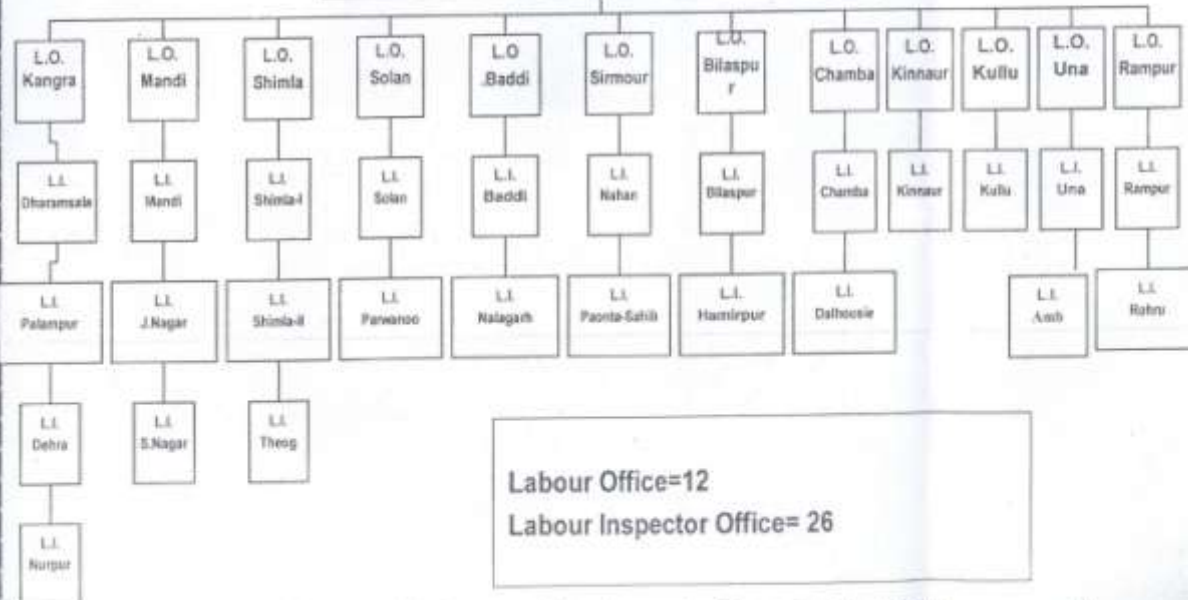 L.O.
Kangra
L.O.
Mandi
L.O.
Shimla
L.O.
Solan
L.O
.Baddi
L.O.
Sirmour
L.O.
Bilaspu
r
L.O.
Chamba
L.O.
Kinnaur
L.O.
Kullu
L.O.
Una
L.O.
Rampur
L.I.
Dharamsala
L.I.
Mandi
L.I.
Shimla-I
L.I.
Solan
L.I.
Baddi
L.I.
Nahan
L.I.
Bilaspur
L.I.
Chamba
L.I.
Kinnaur
L.I.
Kullu
L.I.
Una
L.I.
Rampur
L.I.
Palampur
L.I.
J.Nagar
L.I.
Shimla-II
L.I.
Parwanoo
L.I.
Nalagarh
L.I.
Paonta-Sahib
L.I.
Hamirpur
L.I.
Dalhousie
L.I.
Amb
L.I.
Rohru
L.I.
Dehra
L.I.
S.Nagar
L.I.
Theog
L.I.
Nurpur
Labour Office=12
Labour Inspector Office= 26